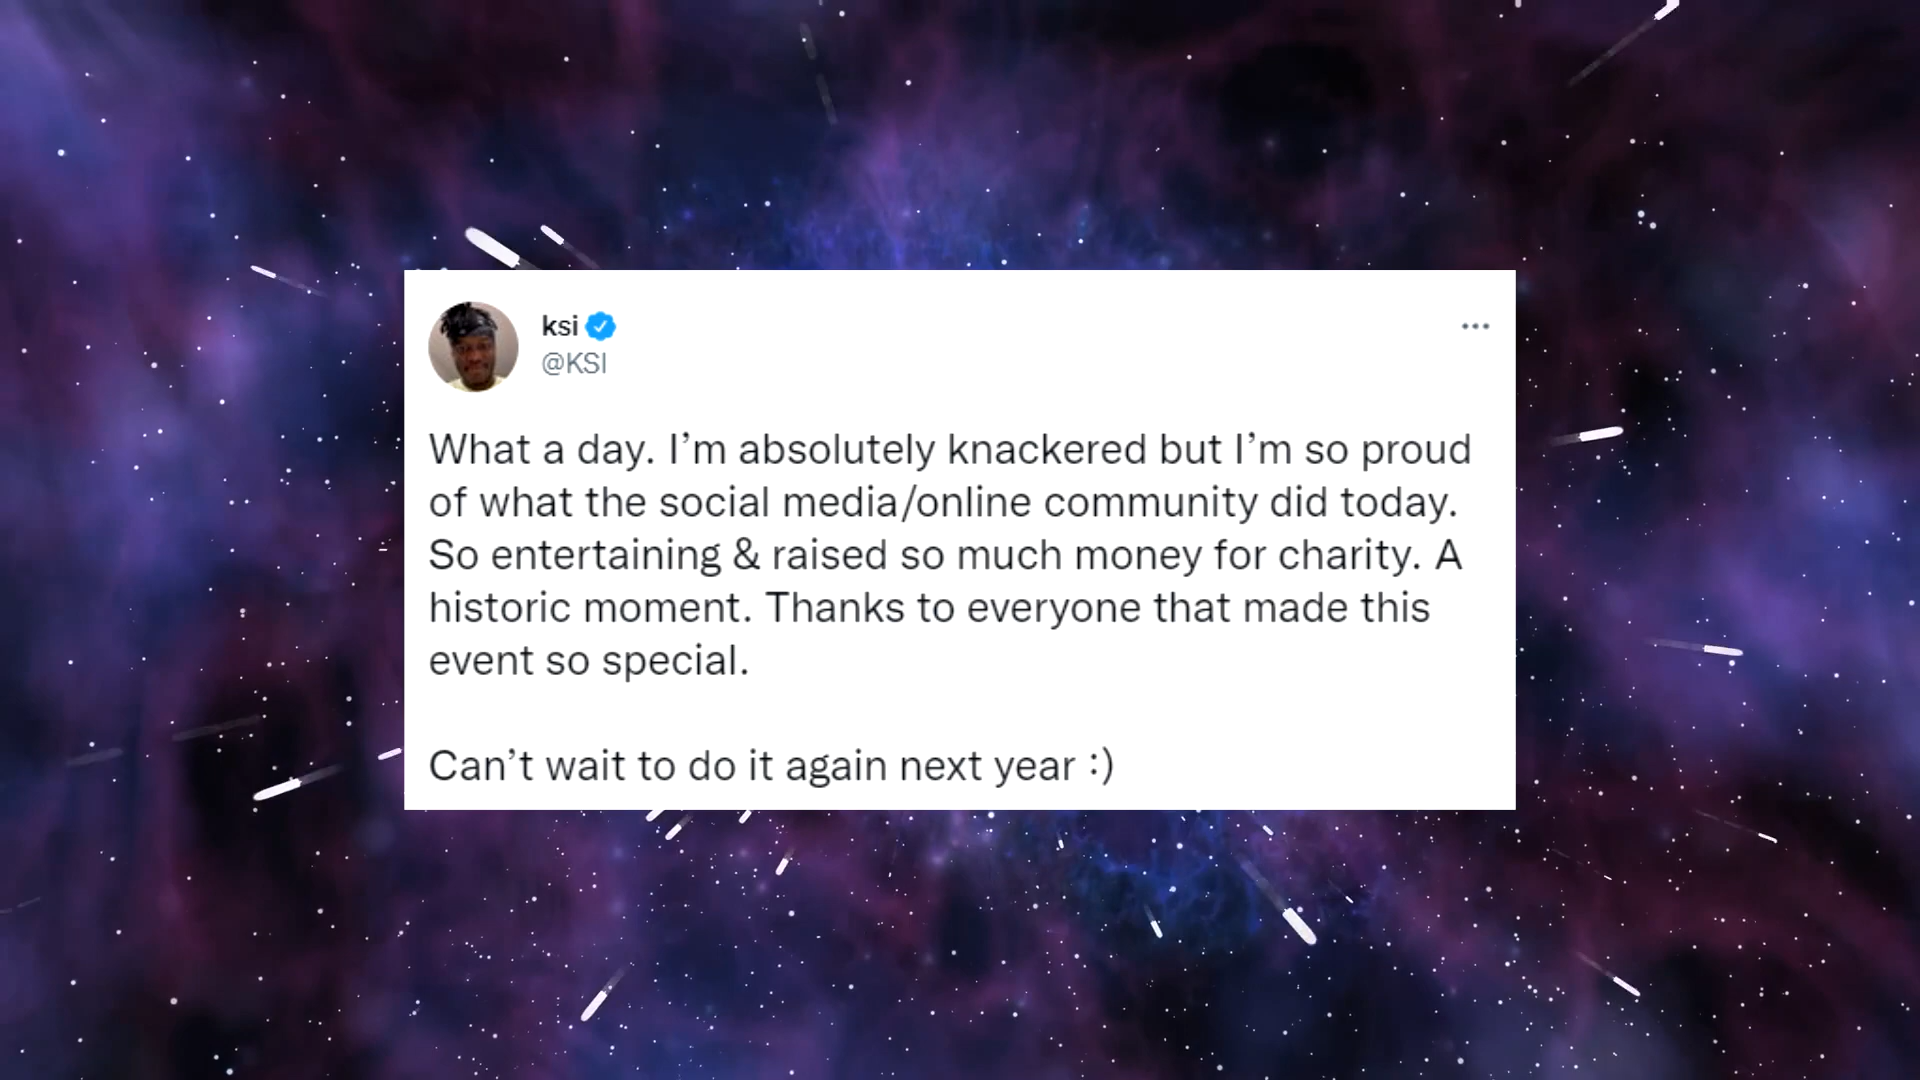 ksi
@KSI
What a day. I’m absolutely knackered but I’m so proud
of what the social media/online community did today.
So entertaining & raised so much money for charity. A
historic moment. Thanks to everyone that made this
event so special.
Can’t wait to do it again next year :)